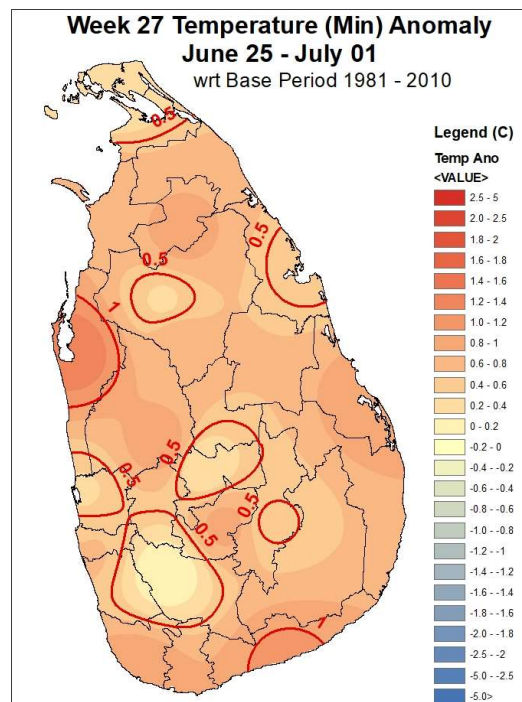 Week 27 Temperature (Min) Anomaly
June 25 - July 01
wrt Base Period 1981 - 2010
0.5
Legend (C)
Temp Ano
<VALUE>
2.5 - 5
2.0 - 2.5
1.8 - 2
1.6 - 1.8
1.4 - 1.6
1.2 - 1.4
1.0 - 1.2
0.8 - 1
0.6 - 0.8
0.4 - 0.6
0.2 - 0.4
0 - 0.2
-0.2 - 0
-0.4 - -0.2
-0.6 - -0.4
-0.8 - -0.6
-1.0 - -0.8
-1.2 - -1
-1.4 - -1.2
-1.6 - -1.4
-1.8 - -1.6
-2.0 - -1.8
-2.5 - -2
-5.0 - -2.5
-5.0>
0.5
0.5
1
0.5
0.5
0.5
0.5
1